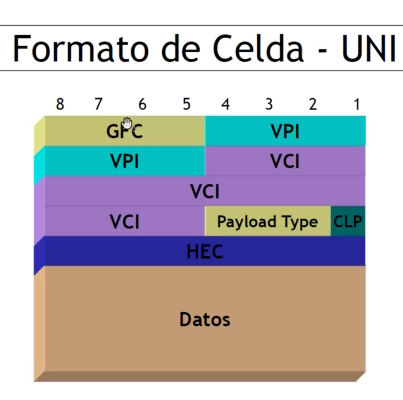 Formato de Celda - UNI
8 7 6 5 4 3 2 1
GFC VPI
VPI VCI
VCI
VCI Payload Type CLP
HEC
Datos